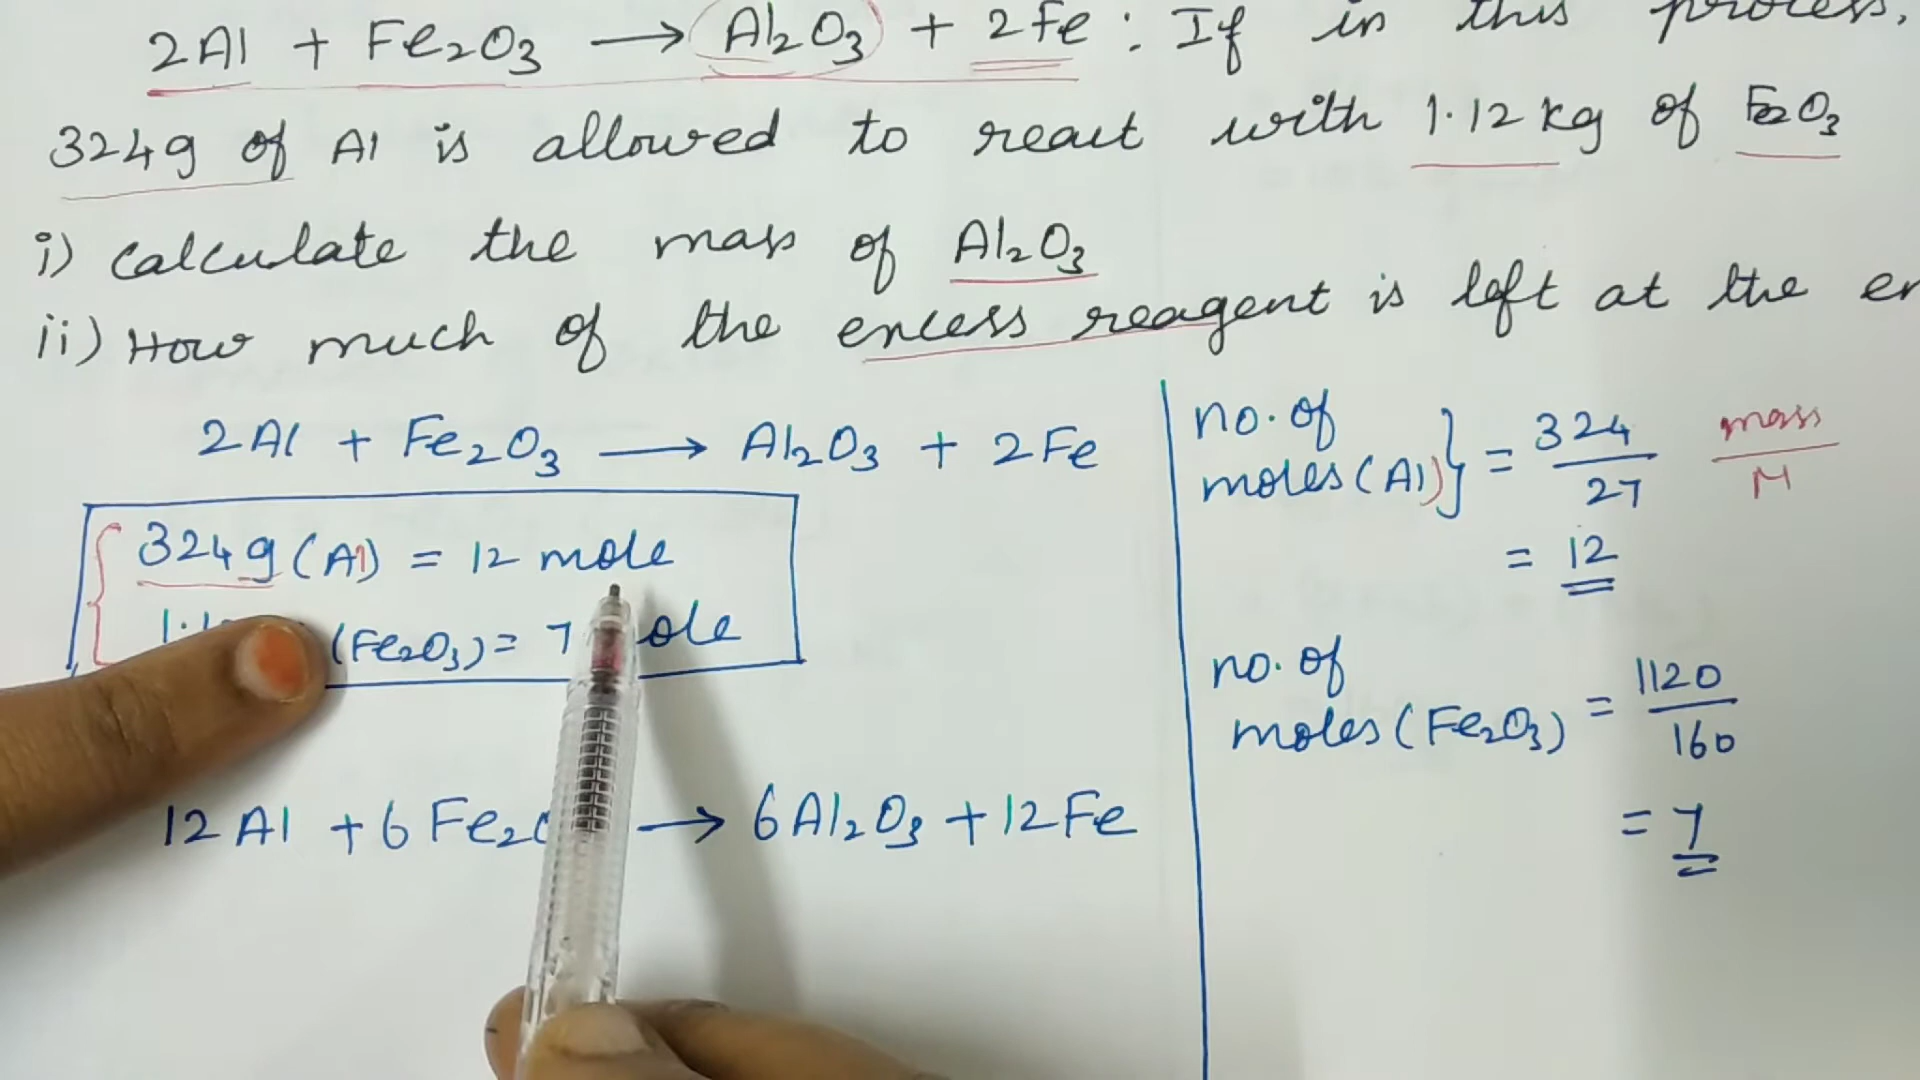 2Al + Fe₂O₃ → Al₂O₃ + 2Fe : If in this process,
324g of Al is allowed to react with 1.12 kg of Fe₂O₃
i) calculate the mass of Al₂O₃
ii) How much of the excess reagent is left at the
2Al + Fe₂O₃ → Al₂O₃ + 2Fe
324g (Al) = 12 mole
(Fe₂O₃) = 7
12Al + 6 → 6Al₂O₃ + 12Fe
no. of
moles (Al)} = 324/27 mass/M
= 12
no. of
moles (Fe₂O₃) = 1120/160
= 7